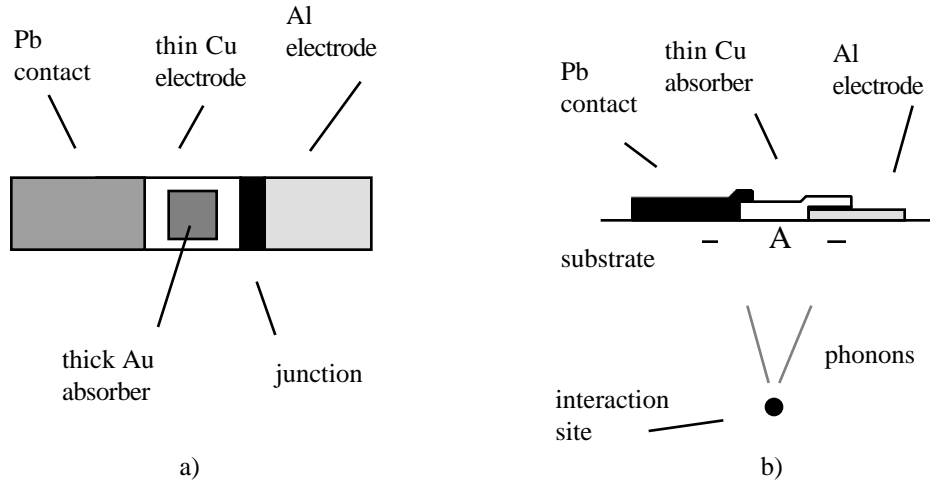 Pb
contact
thin Cu
electrode
Al
electrode
thick Au
absorber
junction
a)
Pb
contact
thin Cu
absorber
Al
electrode
A
substrate
phonons
interaction
site
b)